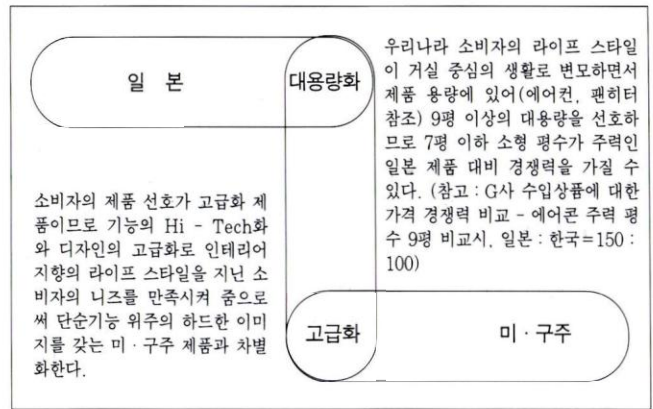 일 본
대용량화
우리나라 소비자의 라이프 스타일
이 거실 중심의 생활로 변모하면서
제품 용량에 있어(에어컨, 팬히터
참조) 9평 이상의 대용량을 선호하
므로 7평 이하 소형 평수가 주력인
일본 제품 대비 경쟁력을 가질 수
있다. (참고 : G사 수입상품에 대한
가격 경쟁력 비교 - 에어콘 주력 평
수 9평 비교시, 일본 : 한국=150 :
100)
소비자의 제품 선호가 고급화 제
품이므로 기능의 Hi - Tech화
와 디자인의 고급화로 인테리어
지향의 라이프 스타일을 지닌 소
비자의 니즈를 만족시켜 줌으로
써 단순기능 위주의 하드한 이미
지를 갖는 미 · 구주 제품과 차별
화한다.
고급화
미 · 구주